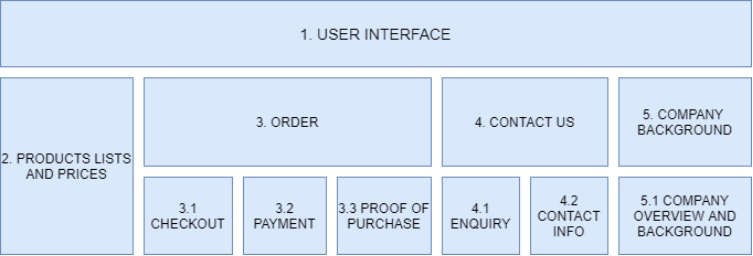 1. USER INTERFACE
2. PRODUCTS LISTS
AND PRICES
3. ORDER
4. CONTACT US
5. COMPANY
BACKGROUND
3.1
CHECKOUT
3.2
PAYMENT
3.3 PROOF OF
PURCHASE
4.1
ENQUIRY
4.2
CONTACT
INFO
5.1 COMPANY
OVERVIEW AND
BACKGROUND